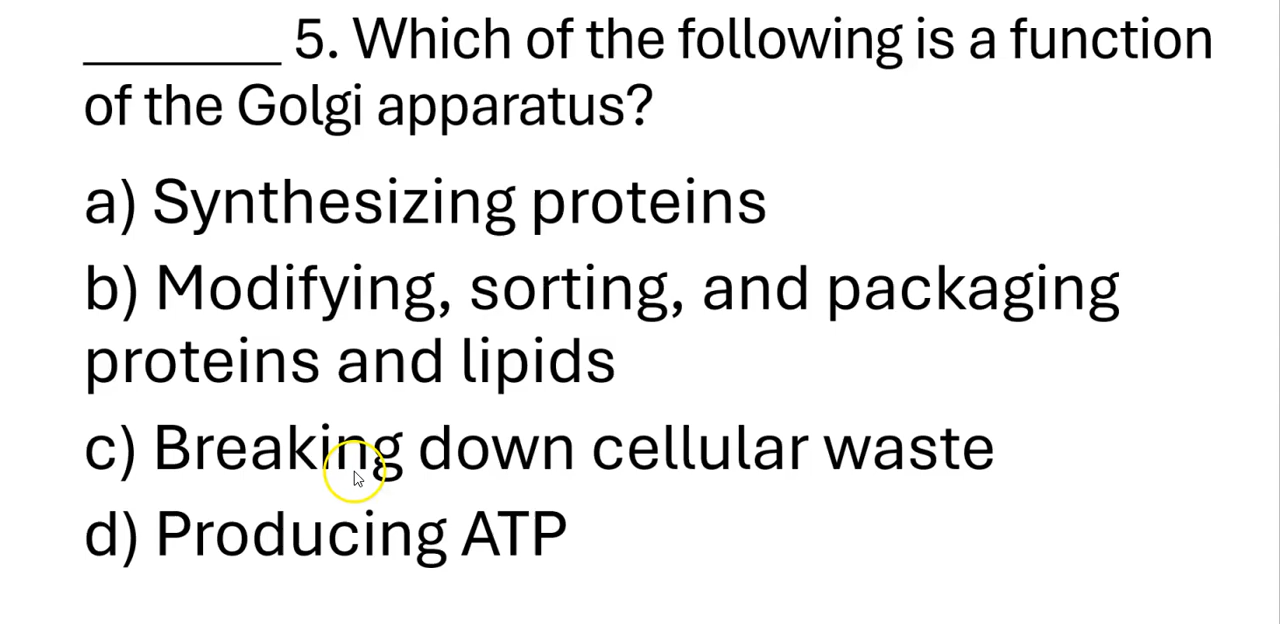 ________ 5. Which of the following is a function
of the Golgi apparatus?
a) Synthesizing proteins
b) Modifying, sorting, and packaging
proteins and lipids
c) Breaking down cellular waste
d) Producing ATP